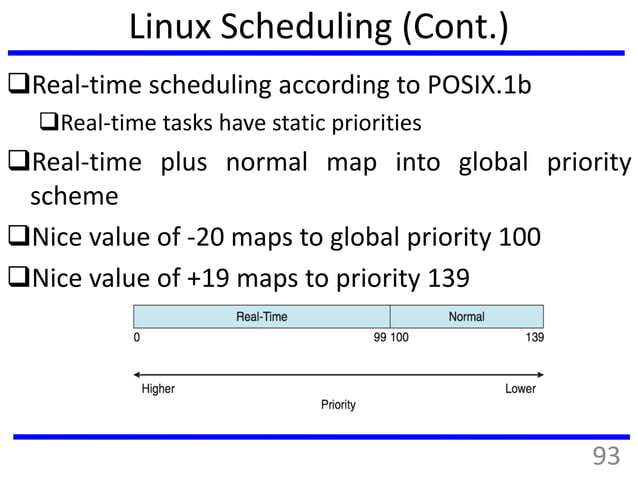 Linux Scheduling (Cont.)
❑Real-time scheduling according to POSIX.1b
❑Real-time tasks have static priorities
❑Real-time plus normal map into global priority
scheme
❑Nice value of -20 maps to global priority 100
❑Nice value of +19 maps to priority 139
Real-Time Normal
0 99 100 139
Higher Lower
Priority
93